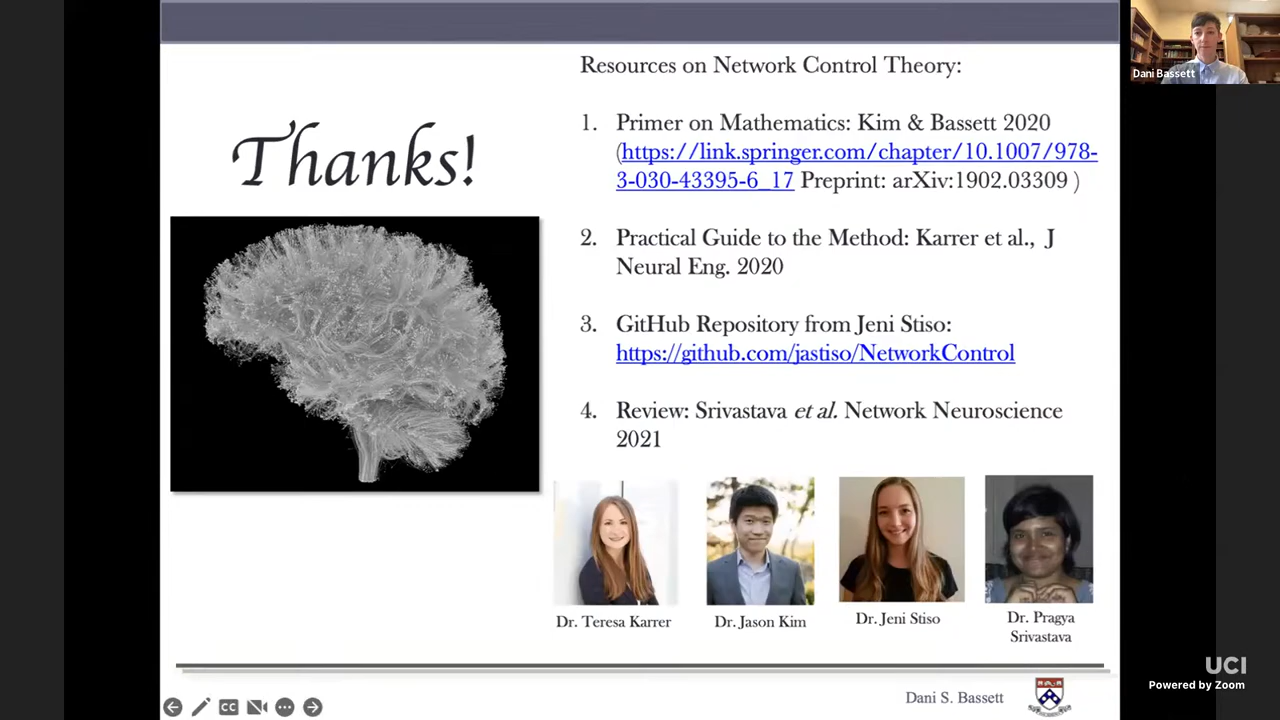 Thanks!
Resources on Network Control Theory:
1. Primer on Mathematics: Kim & Bassett 2020
(https://link.springer.com/chapter/10.1007/978-
3-030-43395-6_17 Preprint: arXiv:1902.03309 )
2. Practical Guide to the Method: Karrer et al., J
Neural Eng. 2020
3. GitHub Repository from Jeni Stiso:
https://github.com/jastiso/NetworkControl
4. Review: Srivastava et al. Network Neuroscience
2021
Dr. Teresa Karrer
Dr. Jason Kim
Dr. Jeni Stiso
Dr. Pragya
Srivastava
Dani S. Bassett
CC
Dani Bassett
UCI
Powered by Zoom